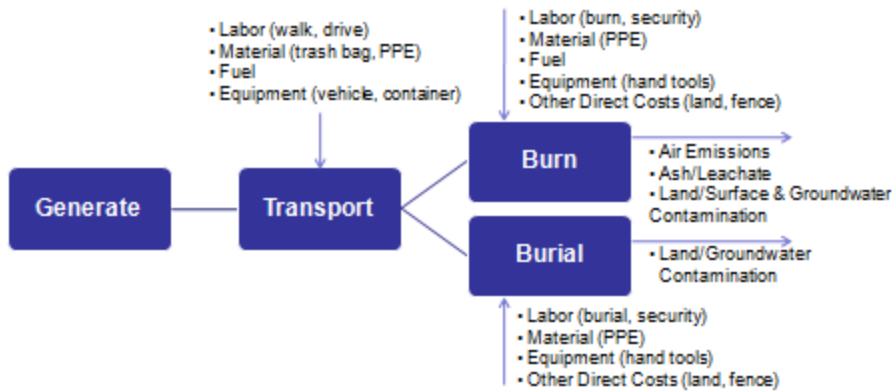 • Labor (walk, drive)
• Material (trash bag, PPE)
• Fuel
• Equipment (vehicle, container)
• Labor (burn, security)
• Material (PPE)
• Fuel
• Equipment (hand tools)
• Other Direct Costs (land, fence)
Generate
Transport
Burn
• Air Emissions
• Ash/Leachate
• Land/Surface & Groundwater
Contamination
Burial
• Land/Groundwater
Contamination
• Labor (burial, security)
• Material (PPE)
• Equipment (hand tools)
• Other Direct Costs (land, fence)